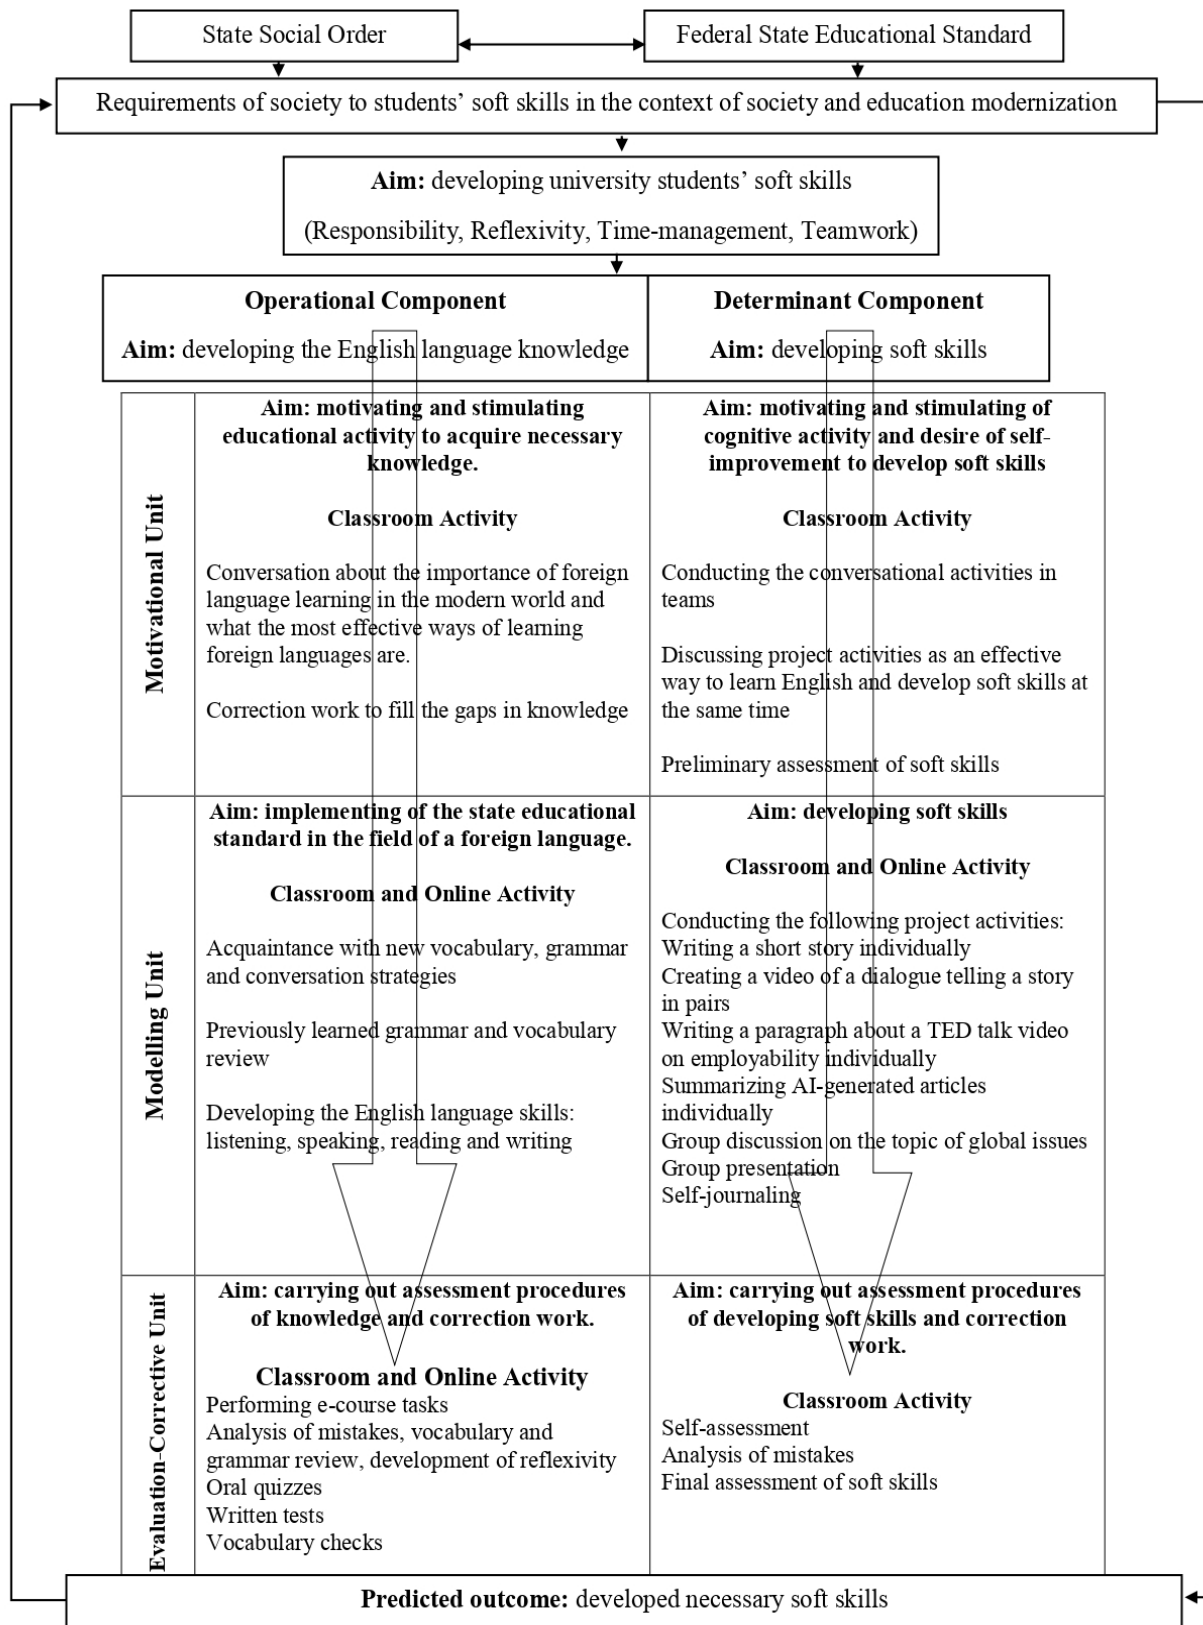 State Social Order
Federal State Educational Standard
Requirements of society to students’ soft skills in the context of society and education modernization
Aim: developing university students’ soft skills
(Responsibility, Reflexivity, Time-management, Teamwork)
Operational Component
Aim: developing the English language knowledge
Determinant Component
Aim: developing soft skills
Motivational Unit
Aim: motivating and stimulating
educational activity to acquire necessary
knowledge.
Classroom Activity
Conversation about the importance of foreign
language learning in the modern world and
what the most effective ways of learning
foreign languages are.
Correction work to fill the gaps in knowledge
Aim: motivating and stimulating of
cognitive activity and desire of self-
improvement to develop soft skills
Classroom Activity
Conducting the conversational activities in
teams
Discussing project activities as an effective
way to learn English and develop soft skills at
the same time
Preliminary assessment of soft skills
Modelling Unit
Aim: implementing of the state educational
standard in the field of a foreign language.
Classroom and Online Activity
Acquaintance with new vocabulary, grammar
and conversation strategies
Previously learned grammar and vocabulary
review
Developing the English language skills:
listening, speaking, reading and writing
Aim: developing soft skills
Classroom and Online Activity
Conducting the following project activities:
Writing a short story individually
Creating a video of a dialogue telling a story
in pairs
Writing a paragraph about a TED talk video
on employability individually
Summarizing AI-generated articles
individually
Group discussion on the topic of global issues
Group presentation
Self-journaling
Evaluation-Corrective Unit
Aim: carrying out assessment procedures
of knowledge and correction work.
Classroom and Online Activity
Performing e-course tasks
Analysis of mistakes, vocabulary and
grammar review, development of reflexivity
Oral quizzes
Written tests
Vocabulary checks
Aim: carrying out assessment procedures
of developing soft skills and correction
work.
Classroom Activity
Self-assessment
Analysis of mistakes
Final assessment of soft skills
Predicted outcome: developed necessary soft skills